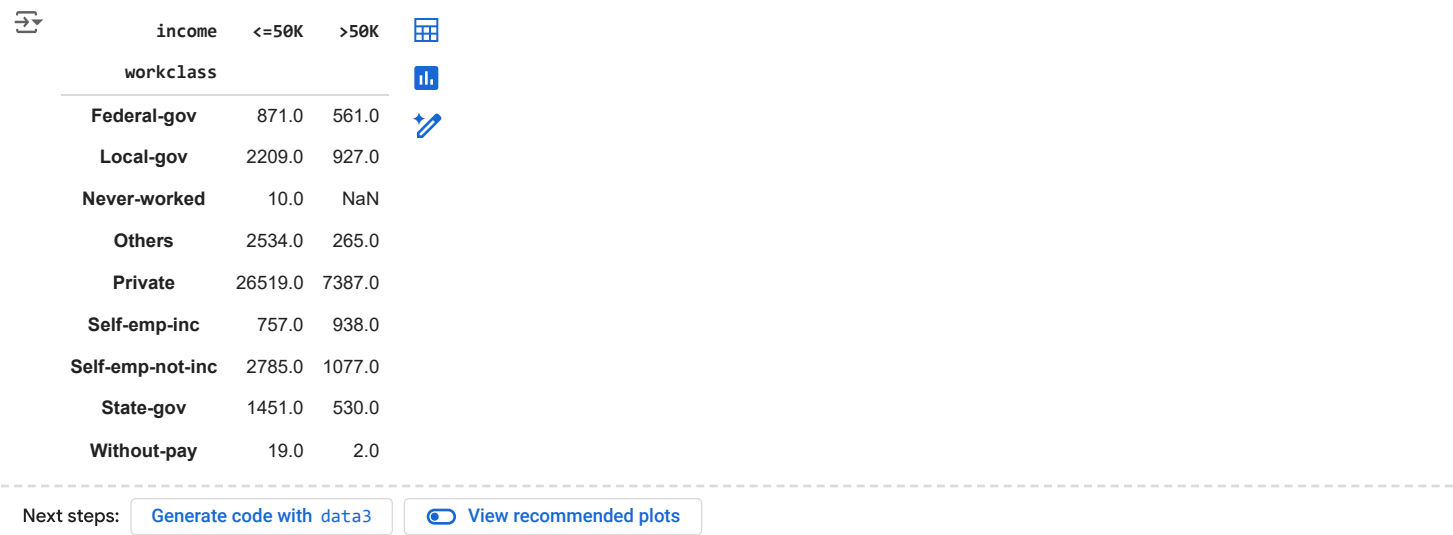 income <=50K >50K
workclass
Federal-gov 871.0 561.0
Local-gov 2209.0 927.0
Never-worked 10.0 NaN
Others 2534.0 265.0
Private 26519.0 7387.0
Self-emp-inc 757.0 938.0
Self-emp-not-inc 2785.0 1077.0
State-gov 1451.0 530.0
Without-pay 19.0 2.0
Next steps: Generate code with data3 View recommended plots